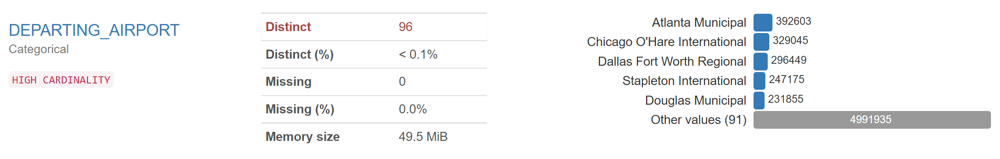 DEPARTING_AIRPORT
Categorical
HIGH CARDINALITY
Distinct 96
Distinct (%) < 0.1%
Missing 0
Missing (%) 0.0%
Memory size 49.5 MiB
Atlanta Municipal 392603
Chicago O'Hare International 329045
Dallas Fort Worth Regional 296449
Stapleton International 247175
Douglas Municipal 231855
Other values (91) 4991935